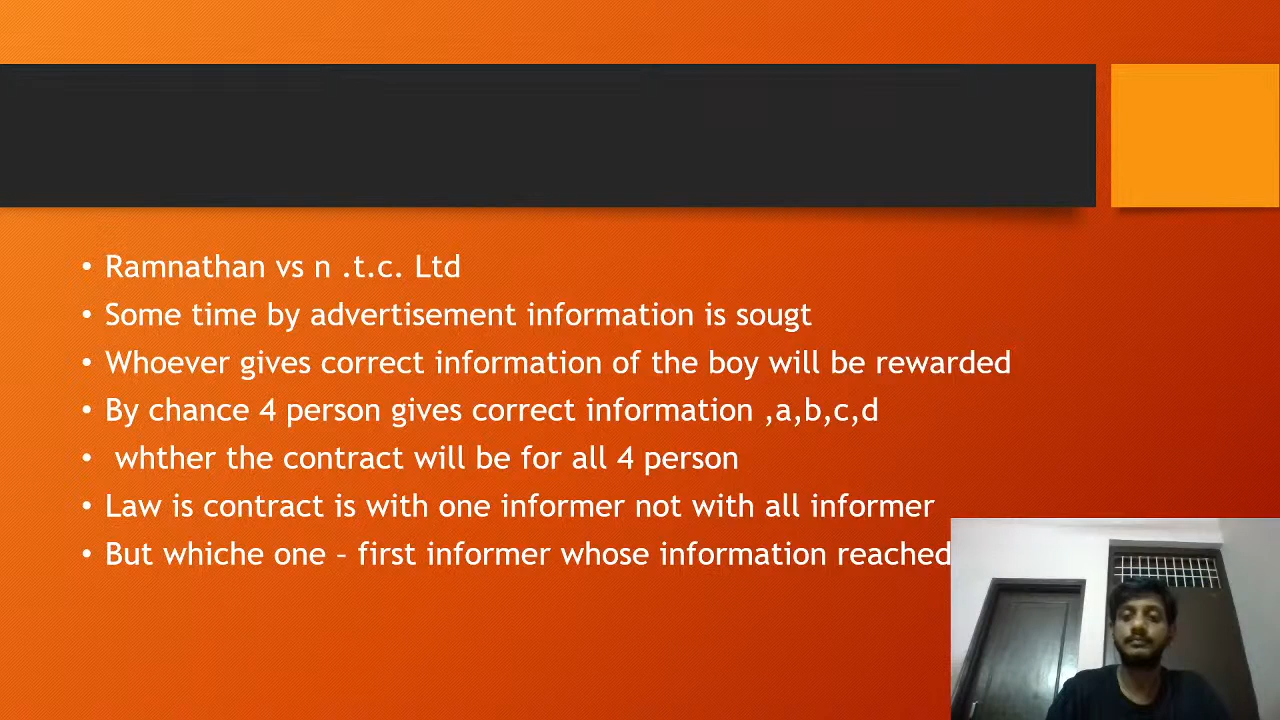 • Ramnathan vs n .t.c. Ltd
• Some time by advertisement information is sougt
• Whoever gives correct information of the boy will be rewarded
• By chance 4 person gives correct information ,a,b,c,d
• whther the contract will be for all 4 person
• Law is contract is with one informer not with all informer
• But whiche one – first informer whose information reached